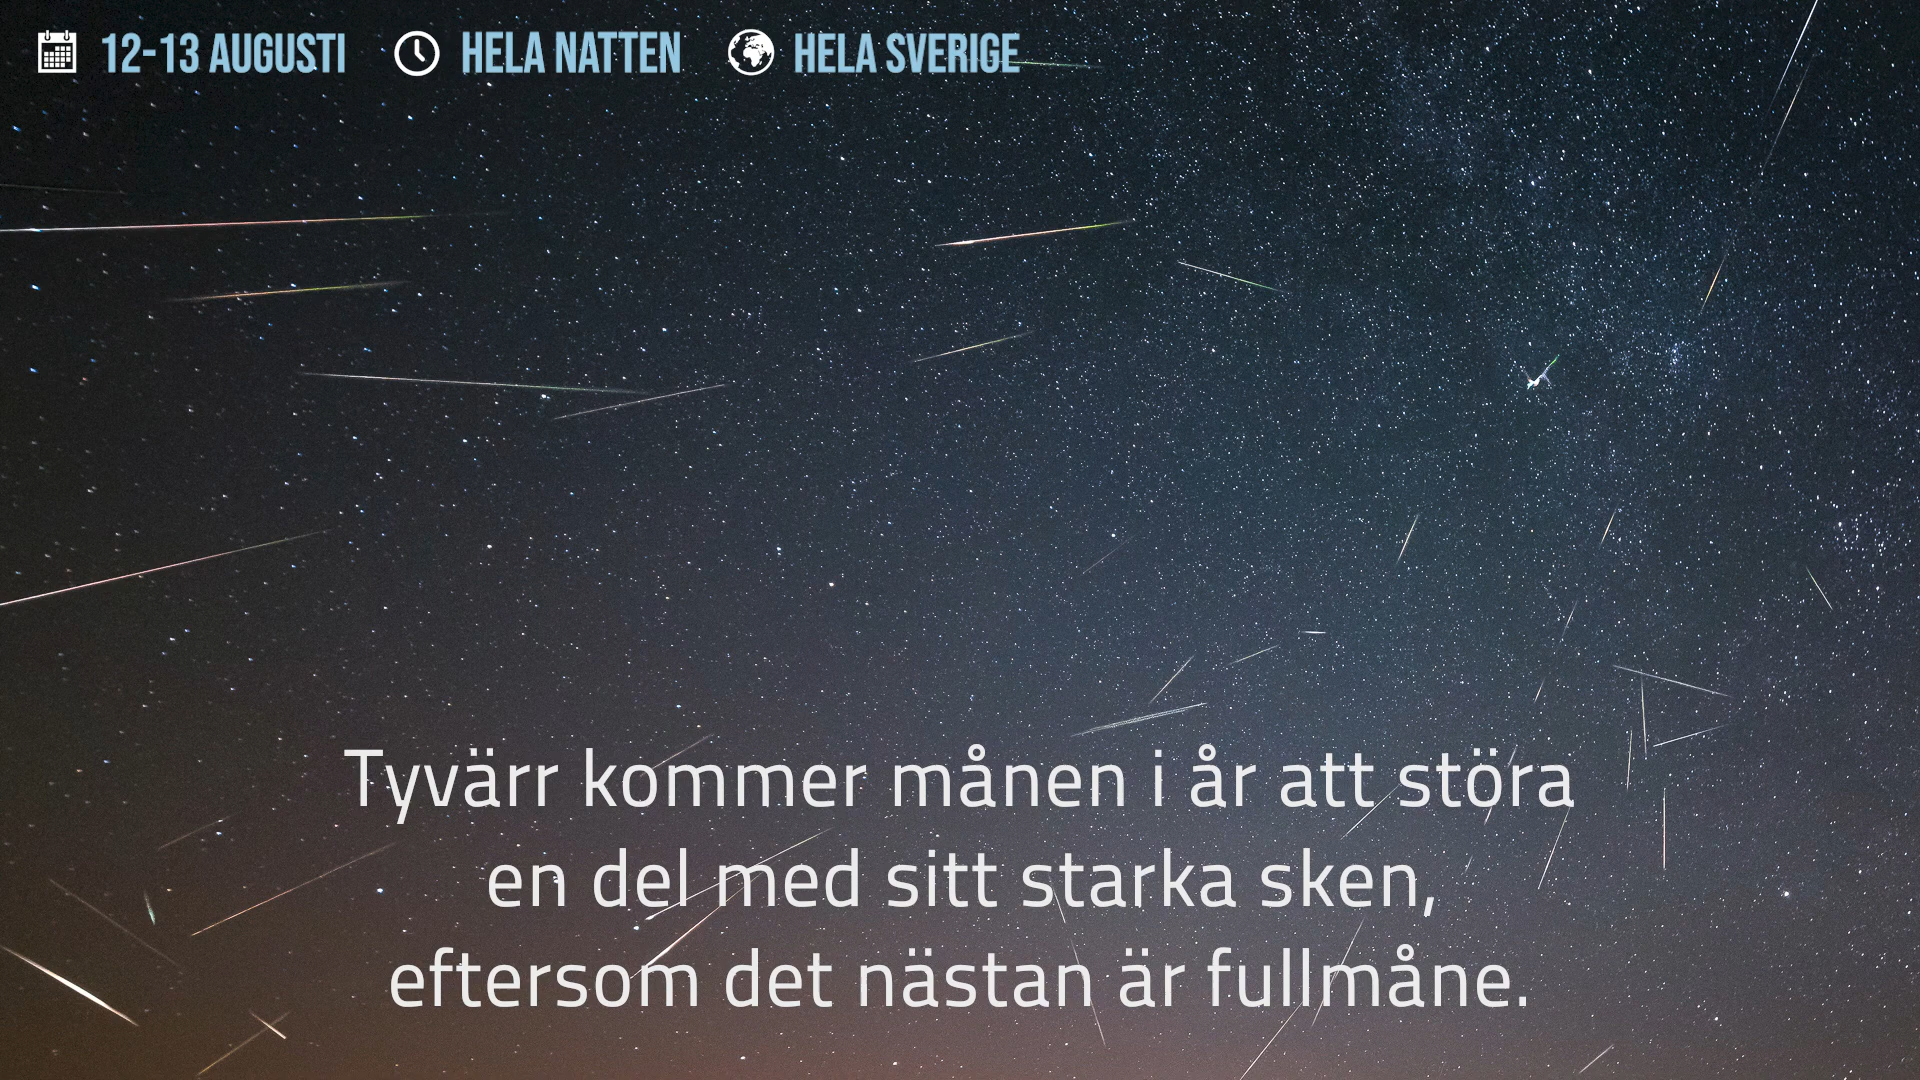 12-13 AUGUSTI HELA NATTEN HELA SVERIGE
Tyvärr kommer månen i år att störa
en del med sitt starka sken,
eftersom det nästan är fullmåne.